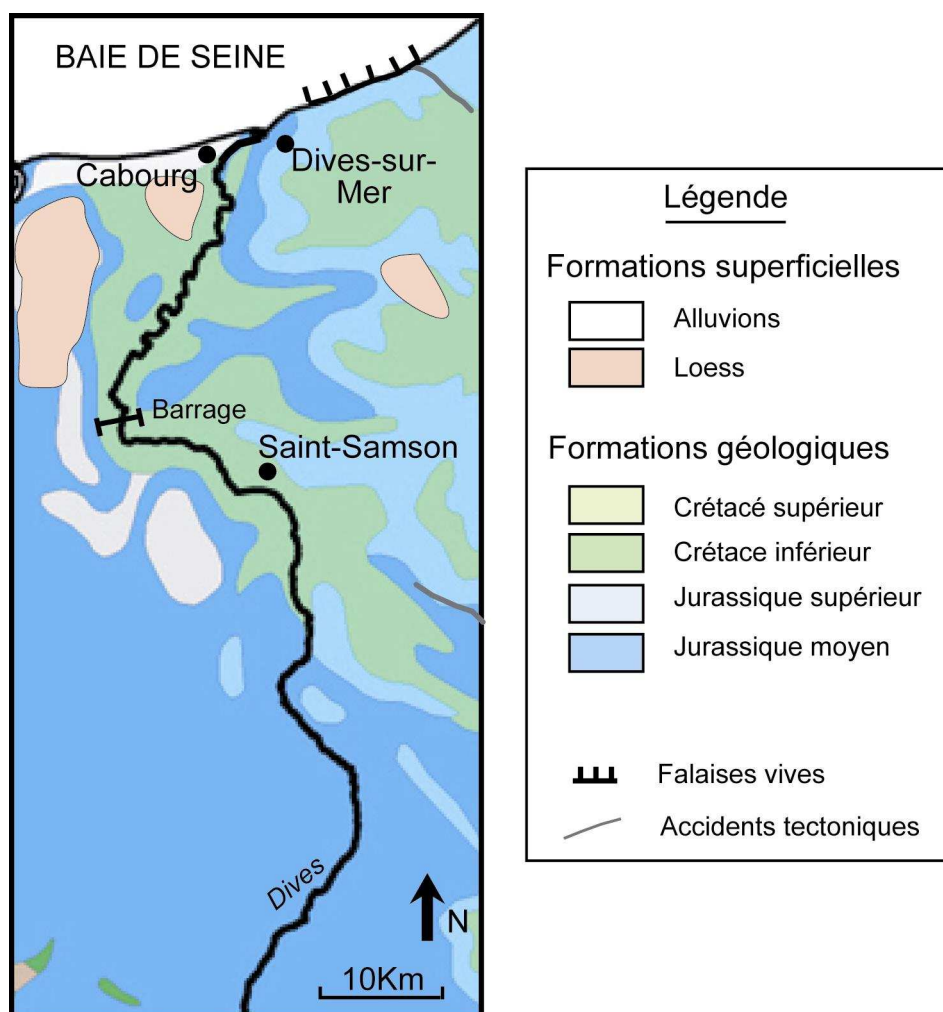 BAIE DE SEINE
Cabourg
Dives-sur-
Mer
Barrage
Saint-Samson
Dives
N
10Km
Légende
Formations superficielles
Alluvions
Loess
Formations géologiques
Crétacé supérieur
Crétace inférieur
Jurassique supérieur
Jurassique moyen
Falaises vives
Accidents tectoniques